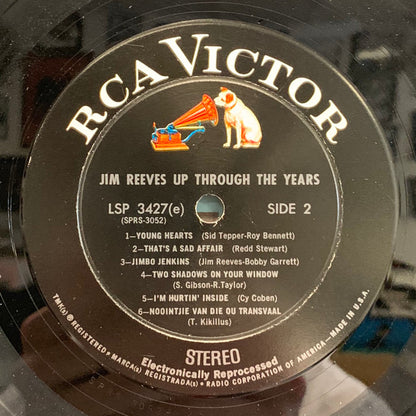 RCA VICTOR
JIM REEVES UP THROUGH THE YEARS
LSP 3427(e)
(SPRS-3052)
SIDE 2
1—YOUNG HEARTS (Sid Tepper-Roy Bennett)
2—THAT'S A SAD AFFAIR (Redd Stewart)
3—JIMBO JENKINS (Jim Reeves-Bobby Garrett)
4—TWO SHADOWS ON YOUR WINDOW
(S. Gibson-R.Taylor)
5—I'M HURTIN' INSIDE (Cy Coben)
6—NOOINTJIE VAN DIE OU TRANSVAAL
(T. Kikillus)
STEREO
Electronically Reprocessed
TMK(s) ® REGISTERED • MARCA(s) REGISTRADA(s) • RADIO CORPORATION OF AMERICA—MADE IN U.S.A.